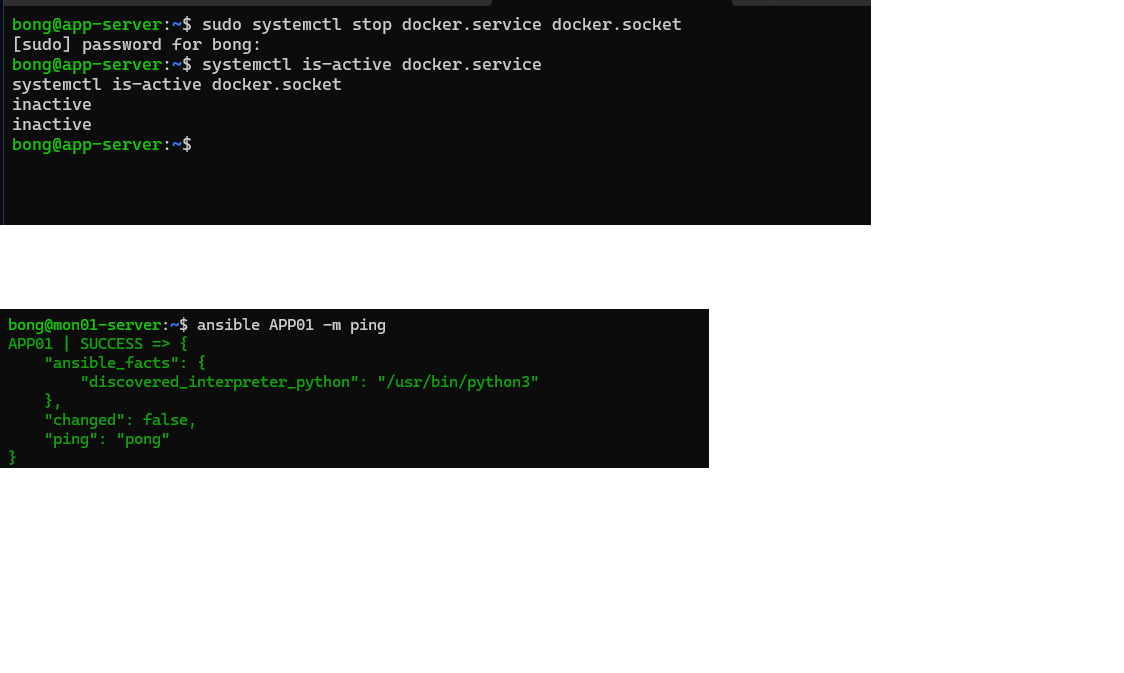 bong@app-server:~$ sudo systemctl stop docker.service docker.socket
[sudo] password for bong:
bong@app-server:~$ systemctl is-active docker.service
systemctl is-active docker.socket
inactive
inactive
bong@app-server:~$
bong@mon01-server:~$ ansible APP01 -m ping
APP01 | SUCCESS => {
    "ansible_facts": {
        "discovered_interpreter_python": "/usr/bin/python3"
    },
    "changed": false,
    "ping": "pong"
}